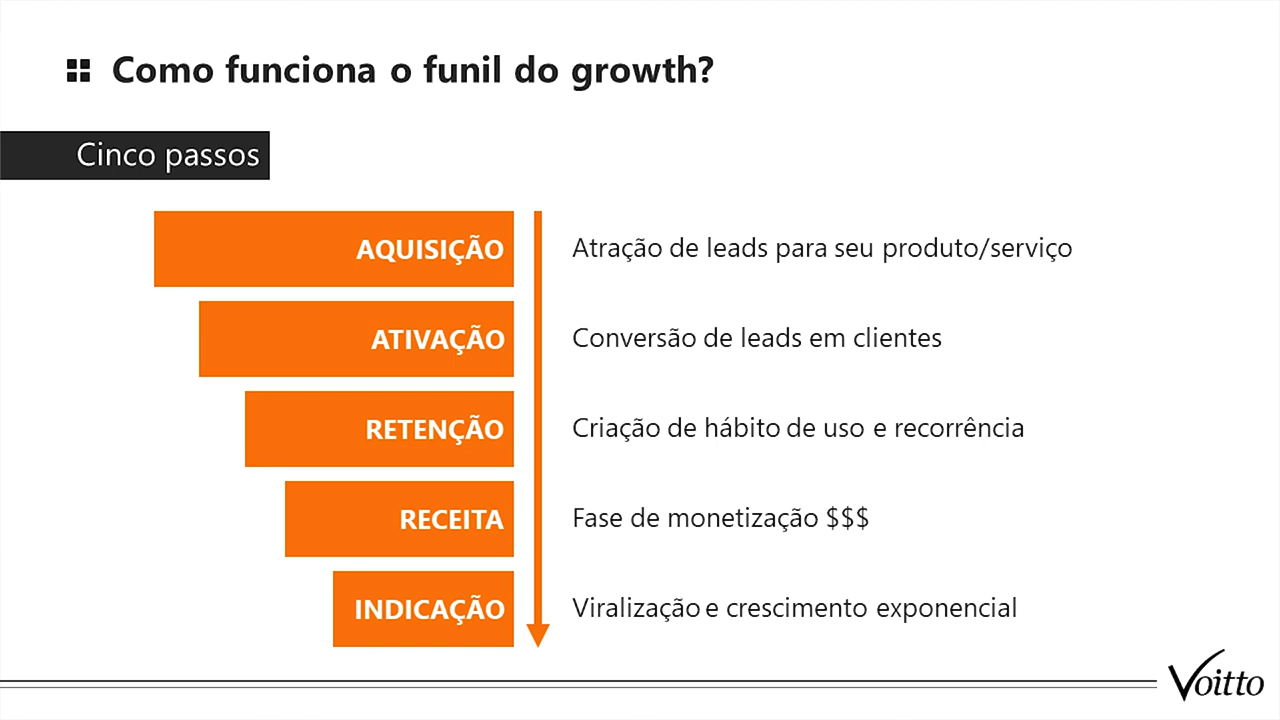 Como funciona o funil do growth?
Cinco passos
AQUISIÇÃO Atração de leads para seu produto/serviço
ATIVAÇÃO Conversão de leads em clientes
RETENÇÃO Criação de hábito de uso e recorrência
RECEITA Fase de monetização $$$
INDICAÇÃO Viralização e crescimento exponencial
Voitto